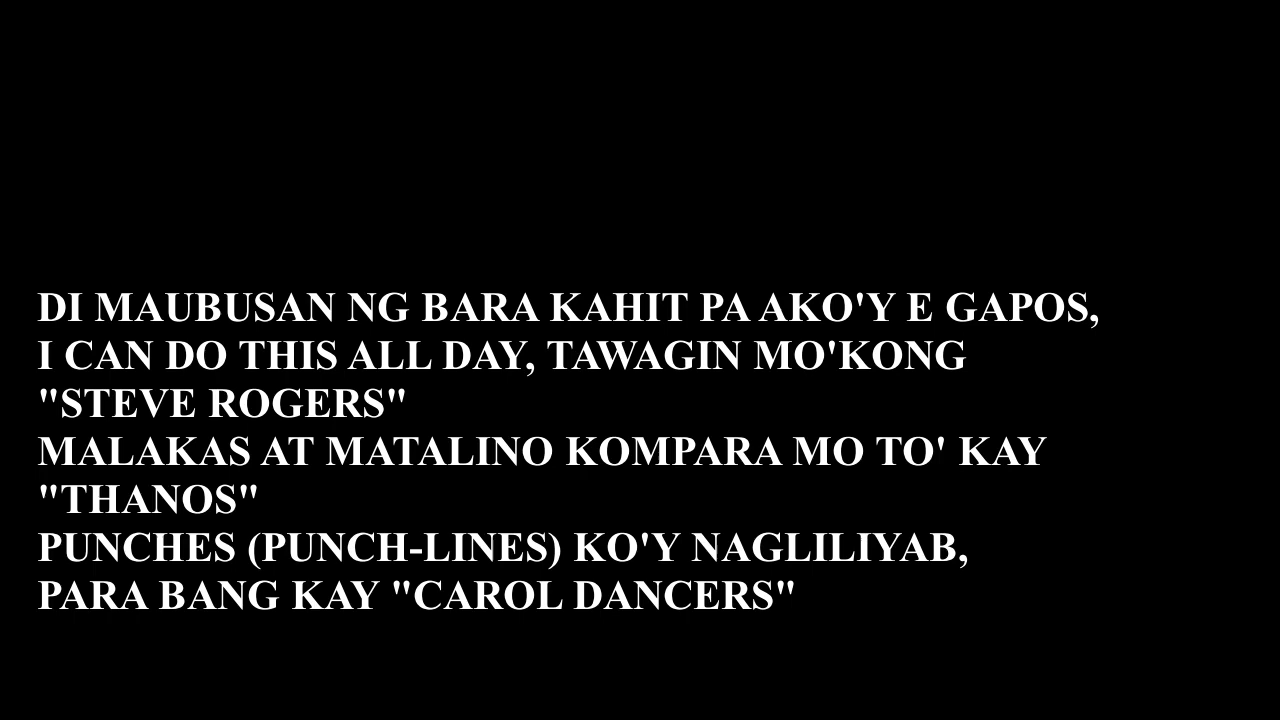 DI MAUBUSAN NG BARA KAHIT PA AKO'Y E GAPOS,
I CAN DO THIS ALL DAY, TAWAGIN MO'KONG
"STEVE ROGERS"
MALAKAS AT MATALINO KOMPARA MO TO' KAY
"THANOS"
PUNCHES (PUNCH-LINES) KO'Y NAGLILIYAB,
PARA BANG KAY "CAROL DANCERS"